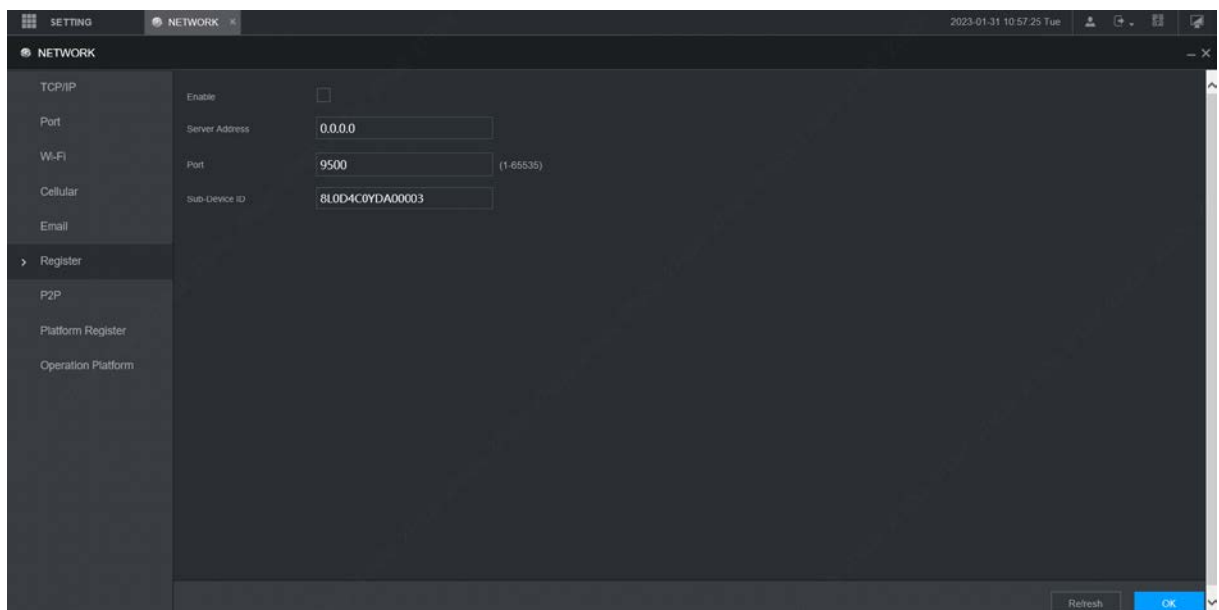 SETTING NETWORK × 2023-01-31 10:57:25 Tue
NETWORK
TCP/IP
Port
Wi-Fi
Cellular
Email
Register
P2P
Platform Register
Operation Platform
Enable
Server Address 0.0.0.0
Port 9500 (1-65535)
Sub-Device ID 8L0D4C0YDA00003
Refresh OK